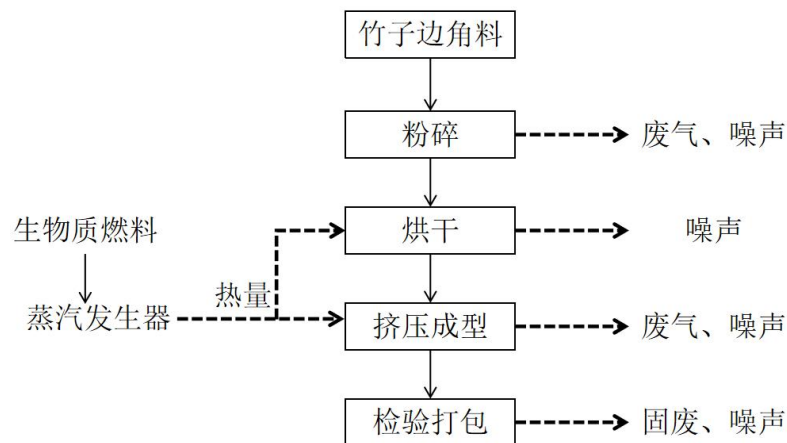 竹子边角料
粉碎
废气、噪声
生物质燃料
烘干
噪声
热量
蒸汽发生器
挤压成型
废气、噪声
检验打包
固废、噪声